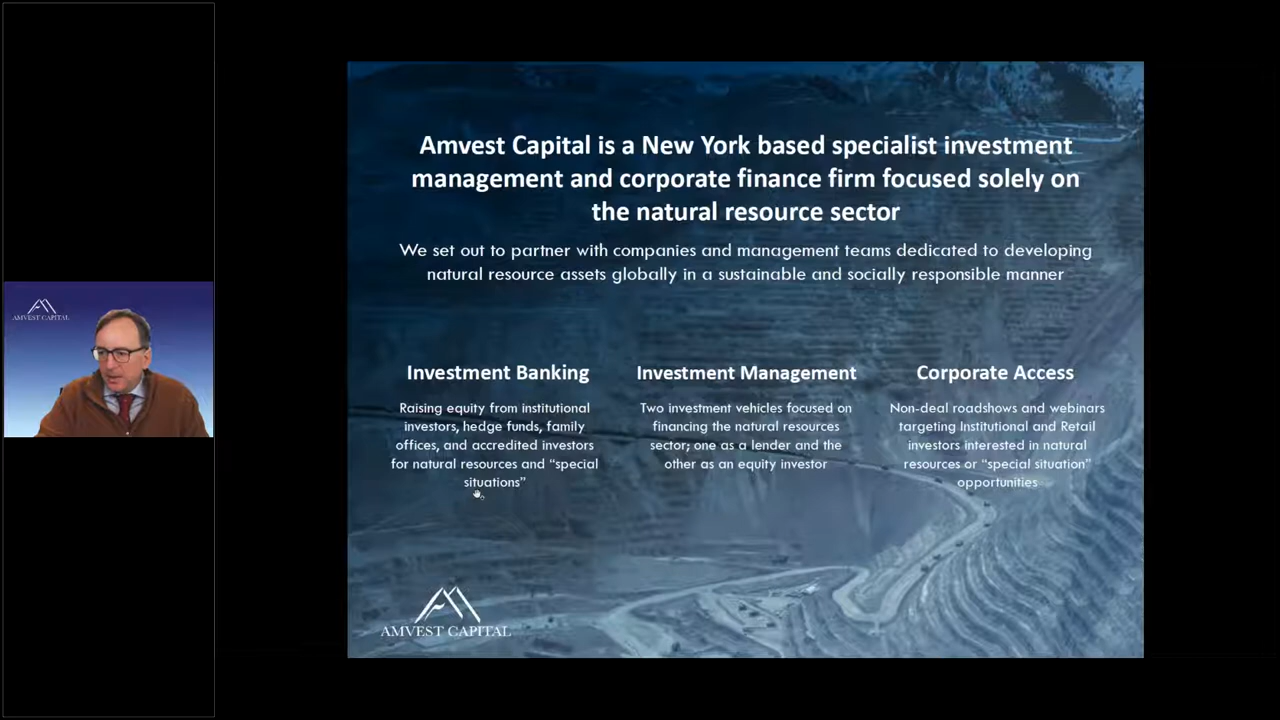 AMVEST CAPITAL
Amvest Capital is a New York based specialist investment
management and corporate finance firm focused solely on
the natural resource sector
We set out to partner with companies and management teams dedicated to developing
natural resource assets globally in a sustainable and socially responsible manner
Investment Banking
Raising equity from institutional
investors, hedge funds, family
offices, and accredited investors
for natural resources and “special
situations”
Investment Management
Two investment vehicles focused on
financing the natural resources
sector; one as a lender and the
other as an equity investor
Corporate Access
Non-deal roadshows and webinars
targeting Institutional and Retail
investors interested in natural
resources or “special situation”
opportunities
AMVEST CAPITAL